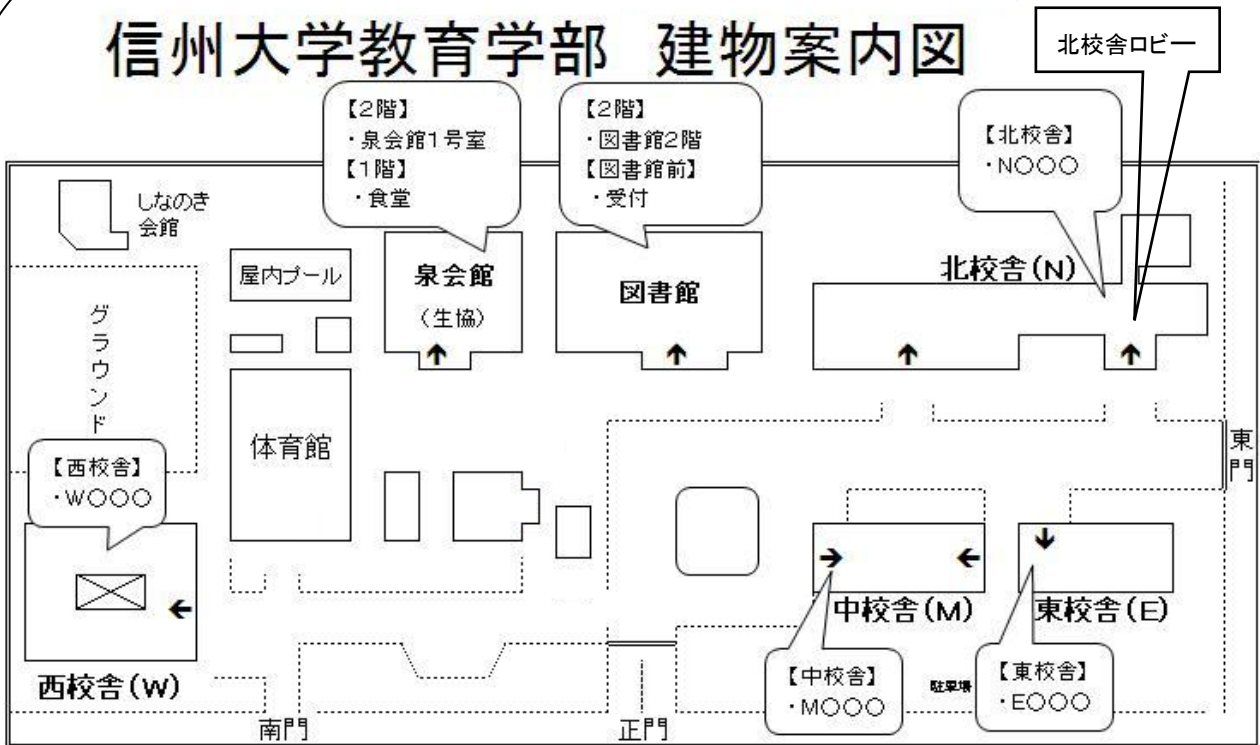 信州大学教育学部 建物案内図
北校舎ロビー
【2階】
・泉会館1号室
【1階】
・食堂
【2階】
・図書館2階
【図書館前】
・受付
【北校舎】
・N○○○
しなのき
会館
屋内プール
泉会館
(生協)
図書館
北校舎(N)
グラウンド
体育館
東門
【西校舎】
・W○○○
中校舎(M)
東校舎(E)
西校舎(W)
【中校舎】
・M○○○
駐車場
【東校舎】
・E○○○
南門
正門